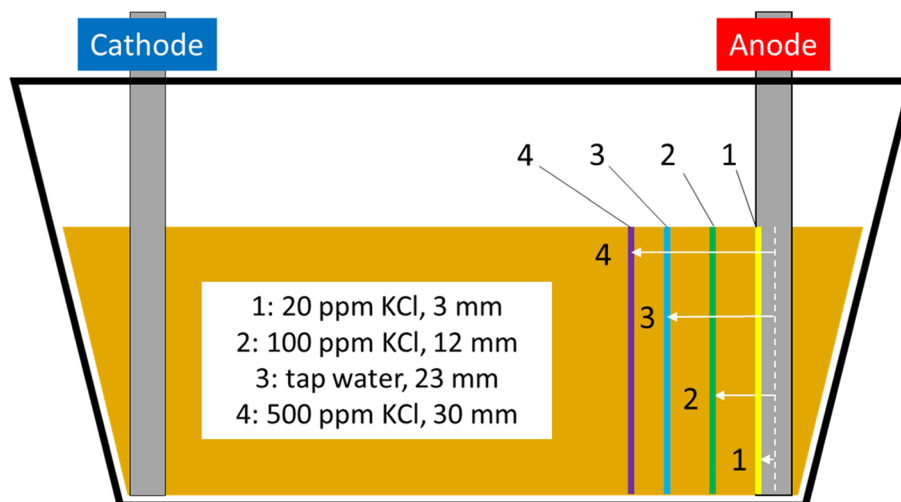 Cathode
Anode
4 3 2 1
4
3
2
1
1: 20 ppm KCl, 3 mm
2: 100 ppm KCl, 12 mm
3: tap water, 23 mm
4: 500 ppm KCl, 30 mm